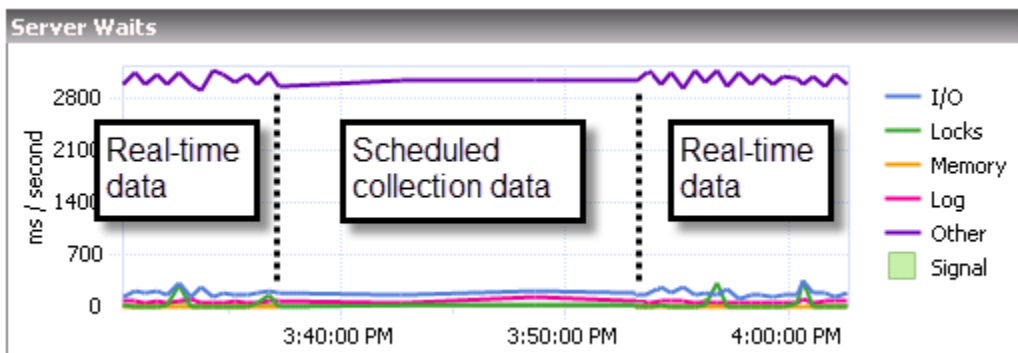 Server Waits
2800
2100
1400
700
0
ms / second
Real-time
data
Scheduled
collection data
Real-time
data
3:40:00 PM
3:50:00 PM
4:00:00 PM
I/O
Locks
Memory
Log
Other
Signal